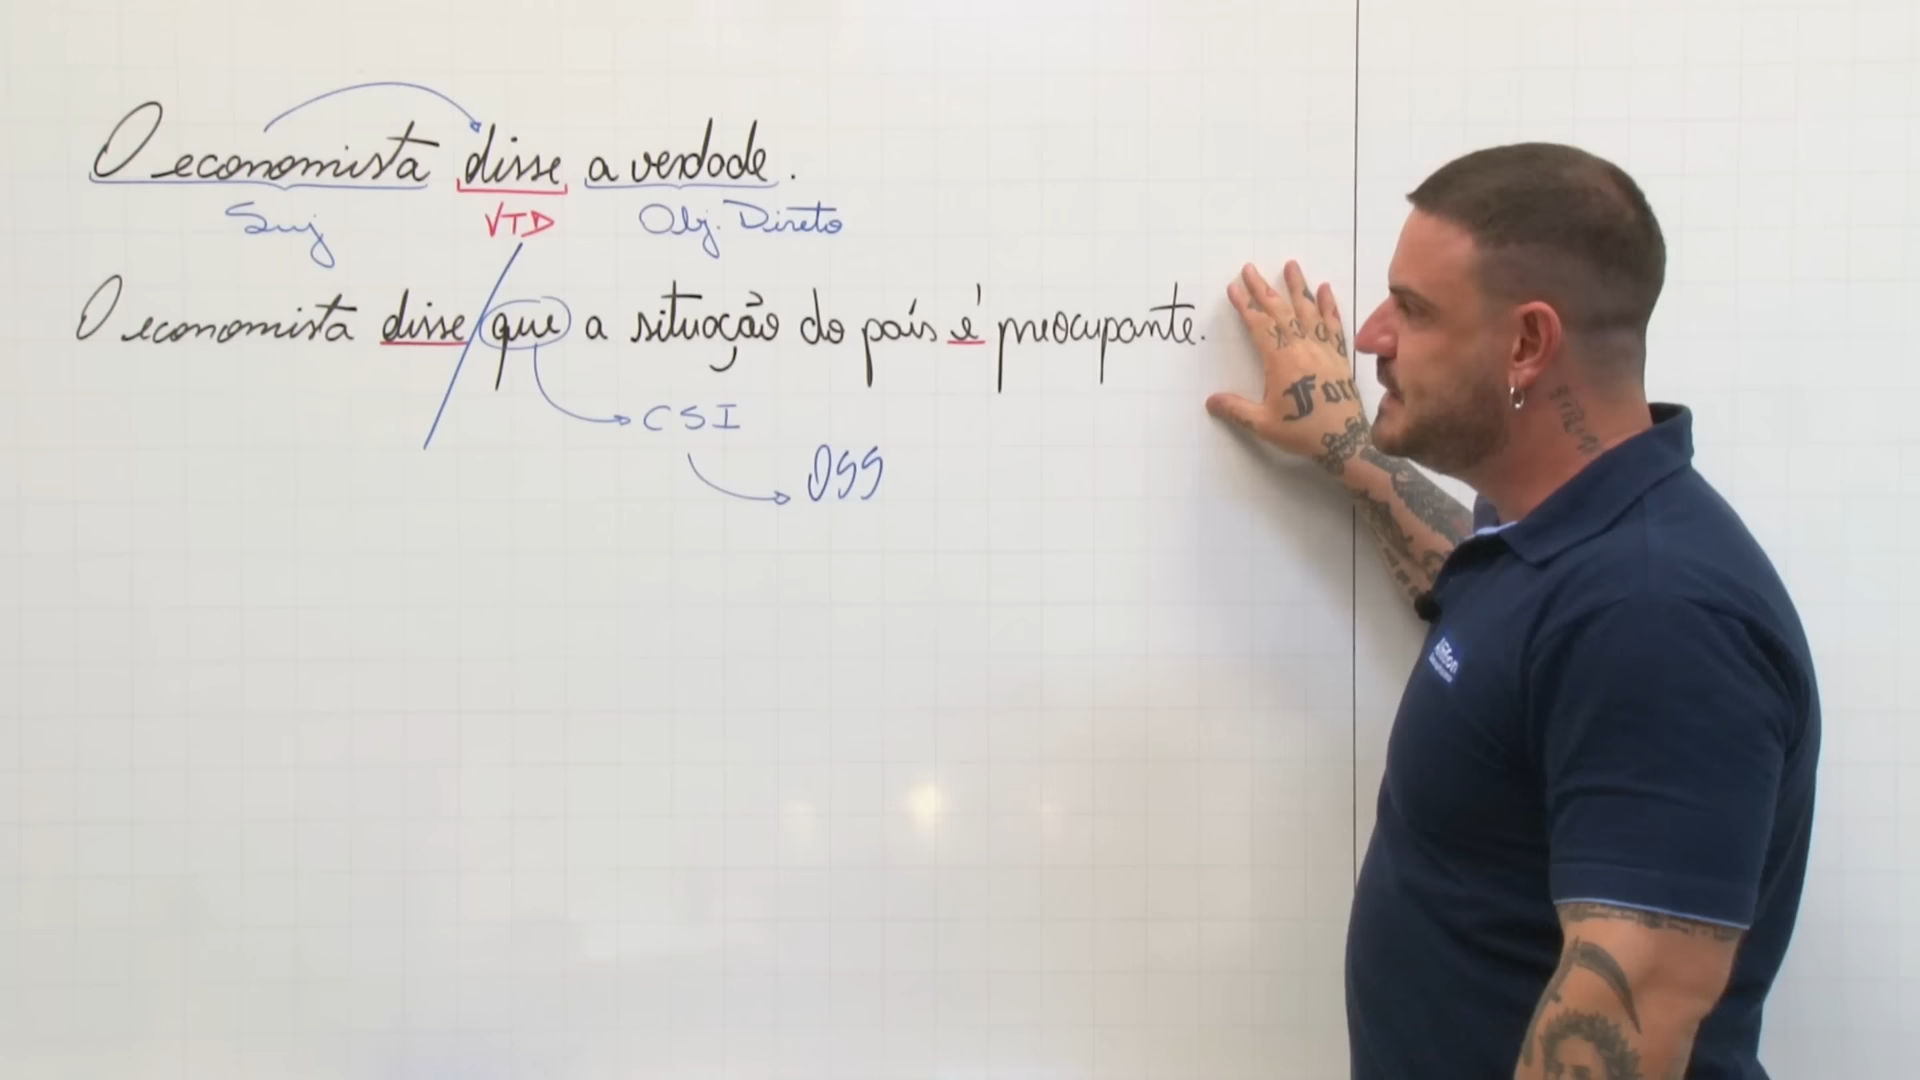 O economista disse a verdade.
Suj VTD Obj. Direto
O economista disse que a situação do país é preocupante.
CSI
OSS